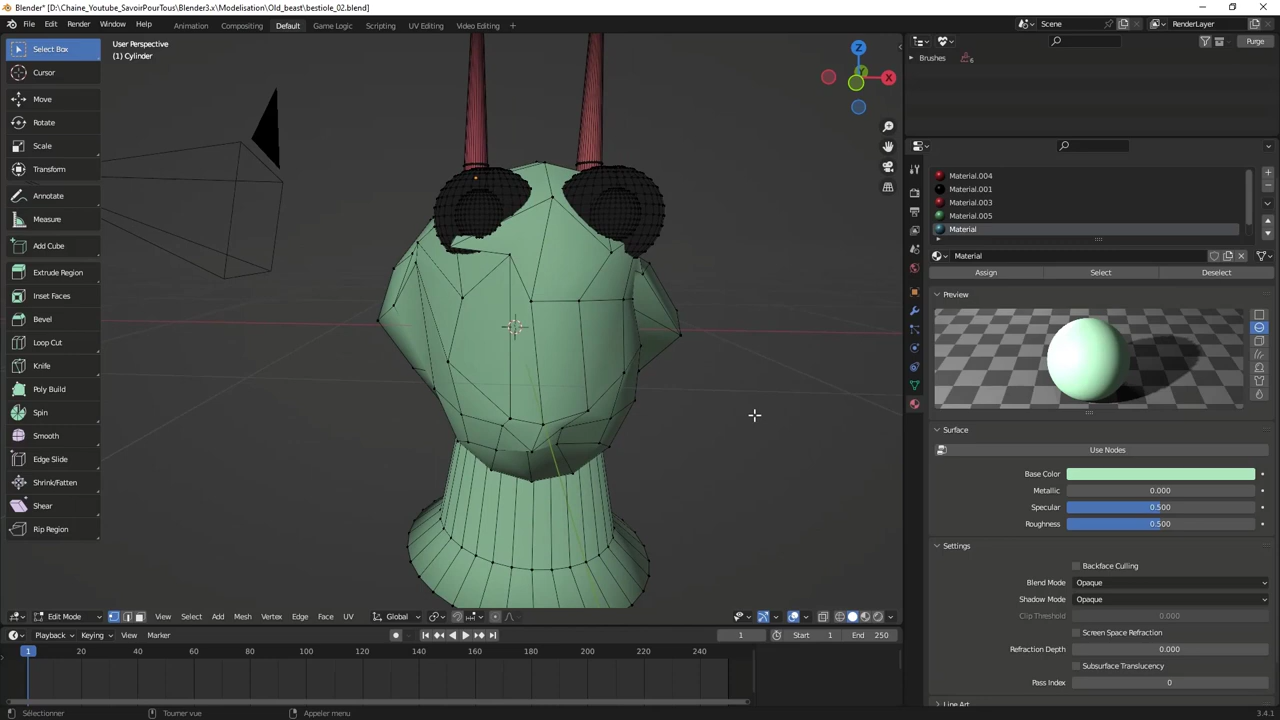 Blender* [D:\Chaine_Youtube_SavoirPourTous\Blender3.x\Modelisation\Old_beast\bestiole_02.blend]
File Edit Render Window Help Animation Compositing Default Game Logic Scripting UV Editing Video Editing + Scene RenderLayer
Select Box
Cursor
Move
Rotate
Scale
Transform
Annotate
Measure
Add Cube
Extrude Region
Inset Faces
Bevel
Loop Cut
Knife
Poly Build
Spin
Smooth
Edge Slide
Shrink/Fatten
Shear
Rip Region
User Perspective
(1) Cylinder
Z
Y
X
Purge
Brushes 6
Material.004
Material.001
Material.003
Material.005
Material
Material
Assign Select Deselect
Preview
Surface
Use Nodes
Base Color
Metallic 0.000
Specular 0.500
Roughness 0.500
Settings
Backface Culling
Blend Mode Opaque
Shadow Mode Opaque
Clip Threshold 0.000
Screen Space Refraction
Refraction Depth 0.000
Subsurface Translucency
Pass Index 0
Line Art
Edit Mode View Select Add Mesh Vertex Edge Face UV Global
Playback Keying View Marker 1 Start 1 End 250
1 20 40 60 80 100 120 140 160 180 200 220 240
Sélectionner Tourner vue Appeler menu 3.4.1